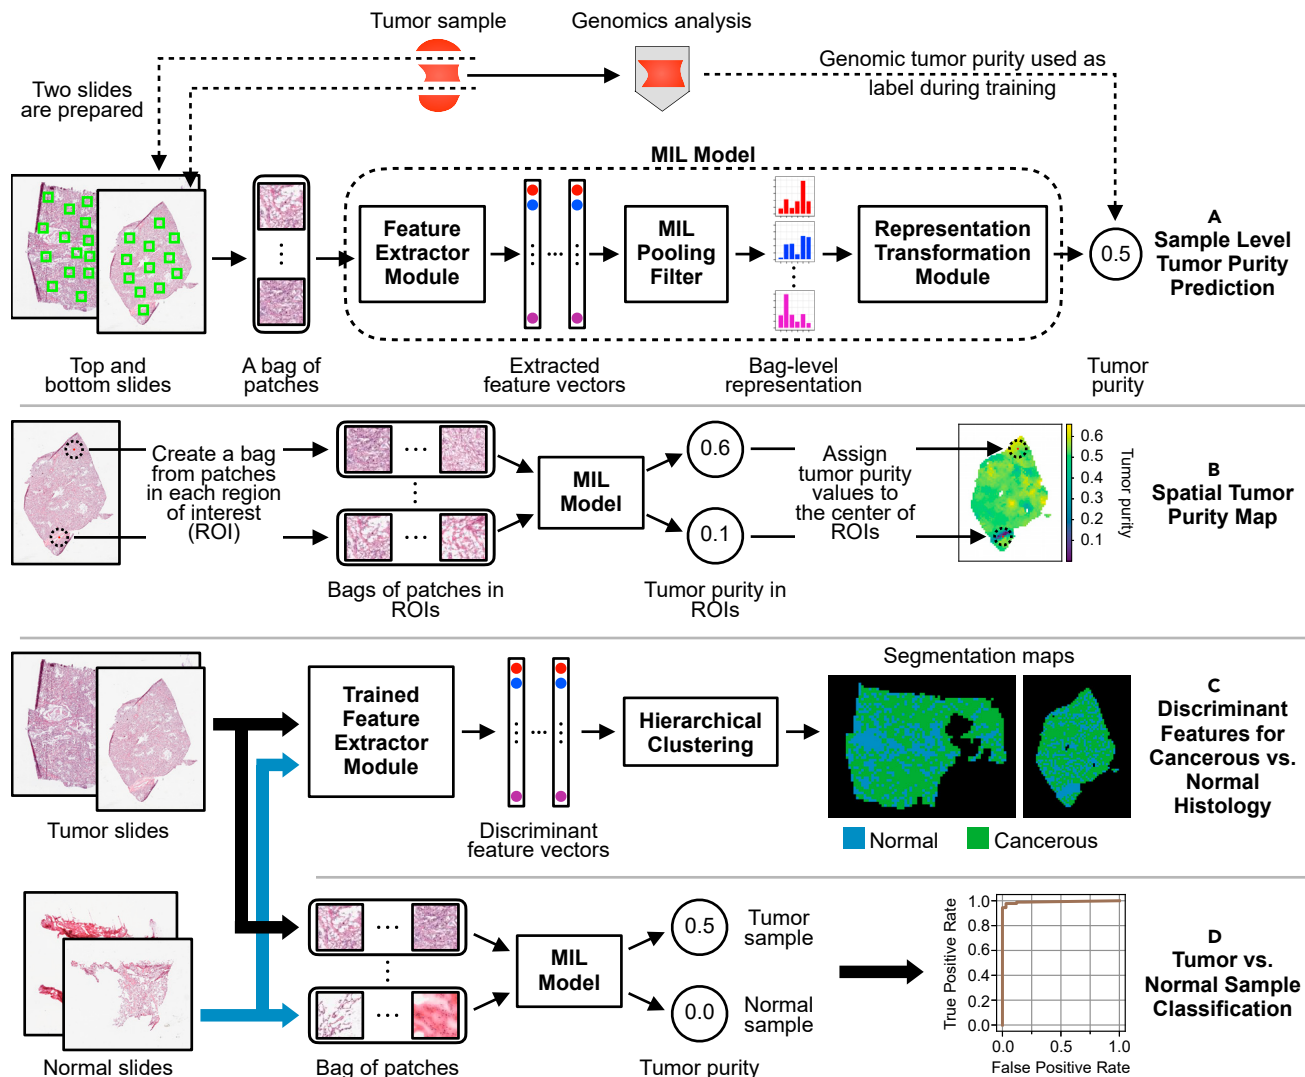 Tumor sample
Genomics analysis
Two slides
are prepared
Genomic tumor purity used as
label during training
MIL Model
Feature
Extractor
Module
MIL
Pooling
Filter
Representation
Transformation
Module
0.5
A
Sample Level
Tumor Purity
Prediction
Top and
bottom slides
A bag of
patches
Extracted
feature vectors
Bag-level
representation
Tumor
purity
Create a bag
from patches
in each region
of interest
(ROI)
MIL
Model
0.6
0.1
Assign
tumor purity
values to
the center of
ROIs
0.6
0.5
0.4
0.3
0.2
0.1
Tumor purity
B
Spatial Tumor
Purity Map
Bags of patches in
ROIs
Tumor purity in
ROIs
Trained
Feature
Extractor
Module
Hierarchical
Clustering
Segmentation maps
C
Discriminant
Features for
Cancerous vs.
Normal
Histology
Tumor slides
Discriminant
feature vectors
Normal
Cancerous
MIL
Model
0.5
Tumor
sample
0.0
Normal
sample
True Positive Rate
1.0
0.8
0.6
0.4
0.2
0.0
0.0
0.5
1.0
False Positive Rate
D
Tumor vs.
Normal Sample
Classification
Normal slides
Bag of patches
Tumor purity